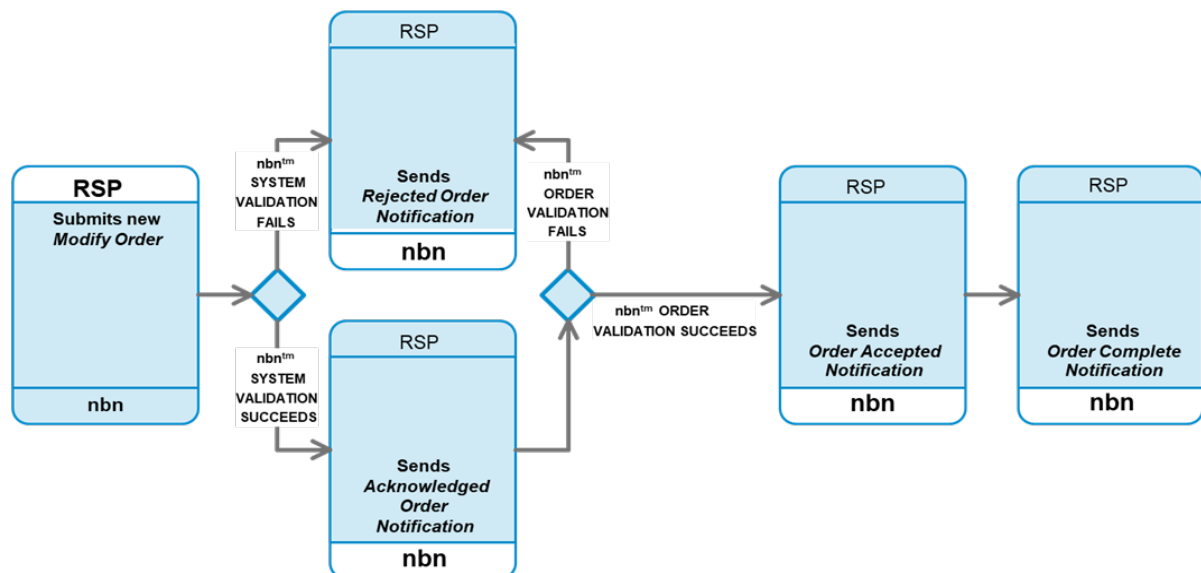 RSP
Submits new
Modify Order
nbn
nbn™
SYSTEM
VALIDATION
FAILS
nbn™
SYSTEM
VALIDATION
SUCCEEDS
RSP
Sends
Rejected Order
Notification
nbn
RSP
Sends
Acknowledged
Order
Notification
nbn
nbn™
ORDER
VALIDATION
FAILS
nbn™ ORDER
VALIDATION SUCCEEDS
RSP
Sends
Order Accepted
Notification
nbn
RSP
Sends
Order Complete
Notification
nbn